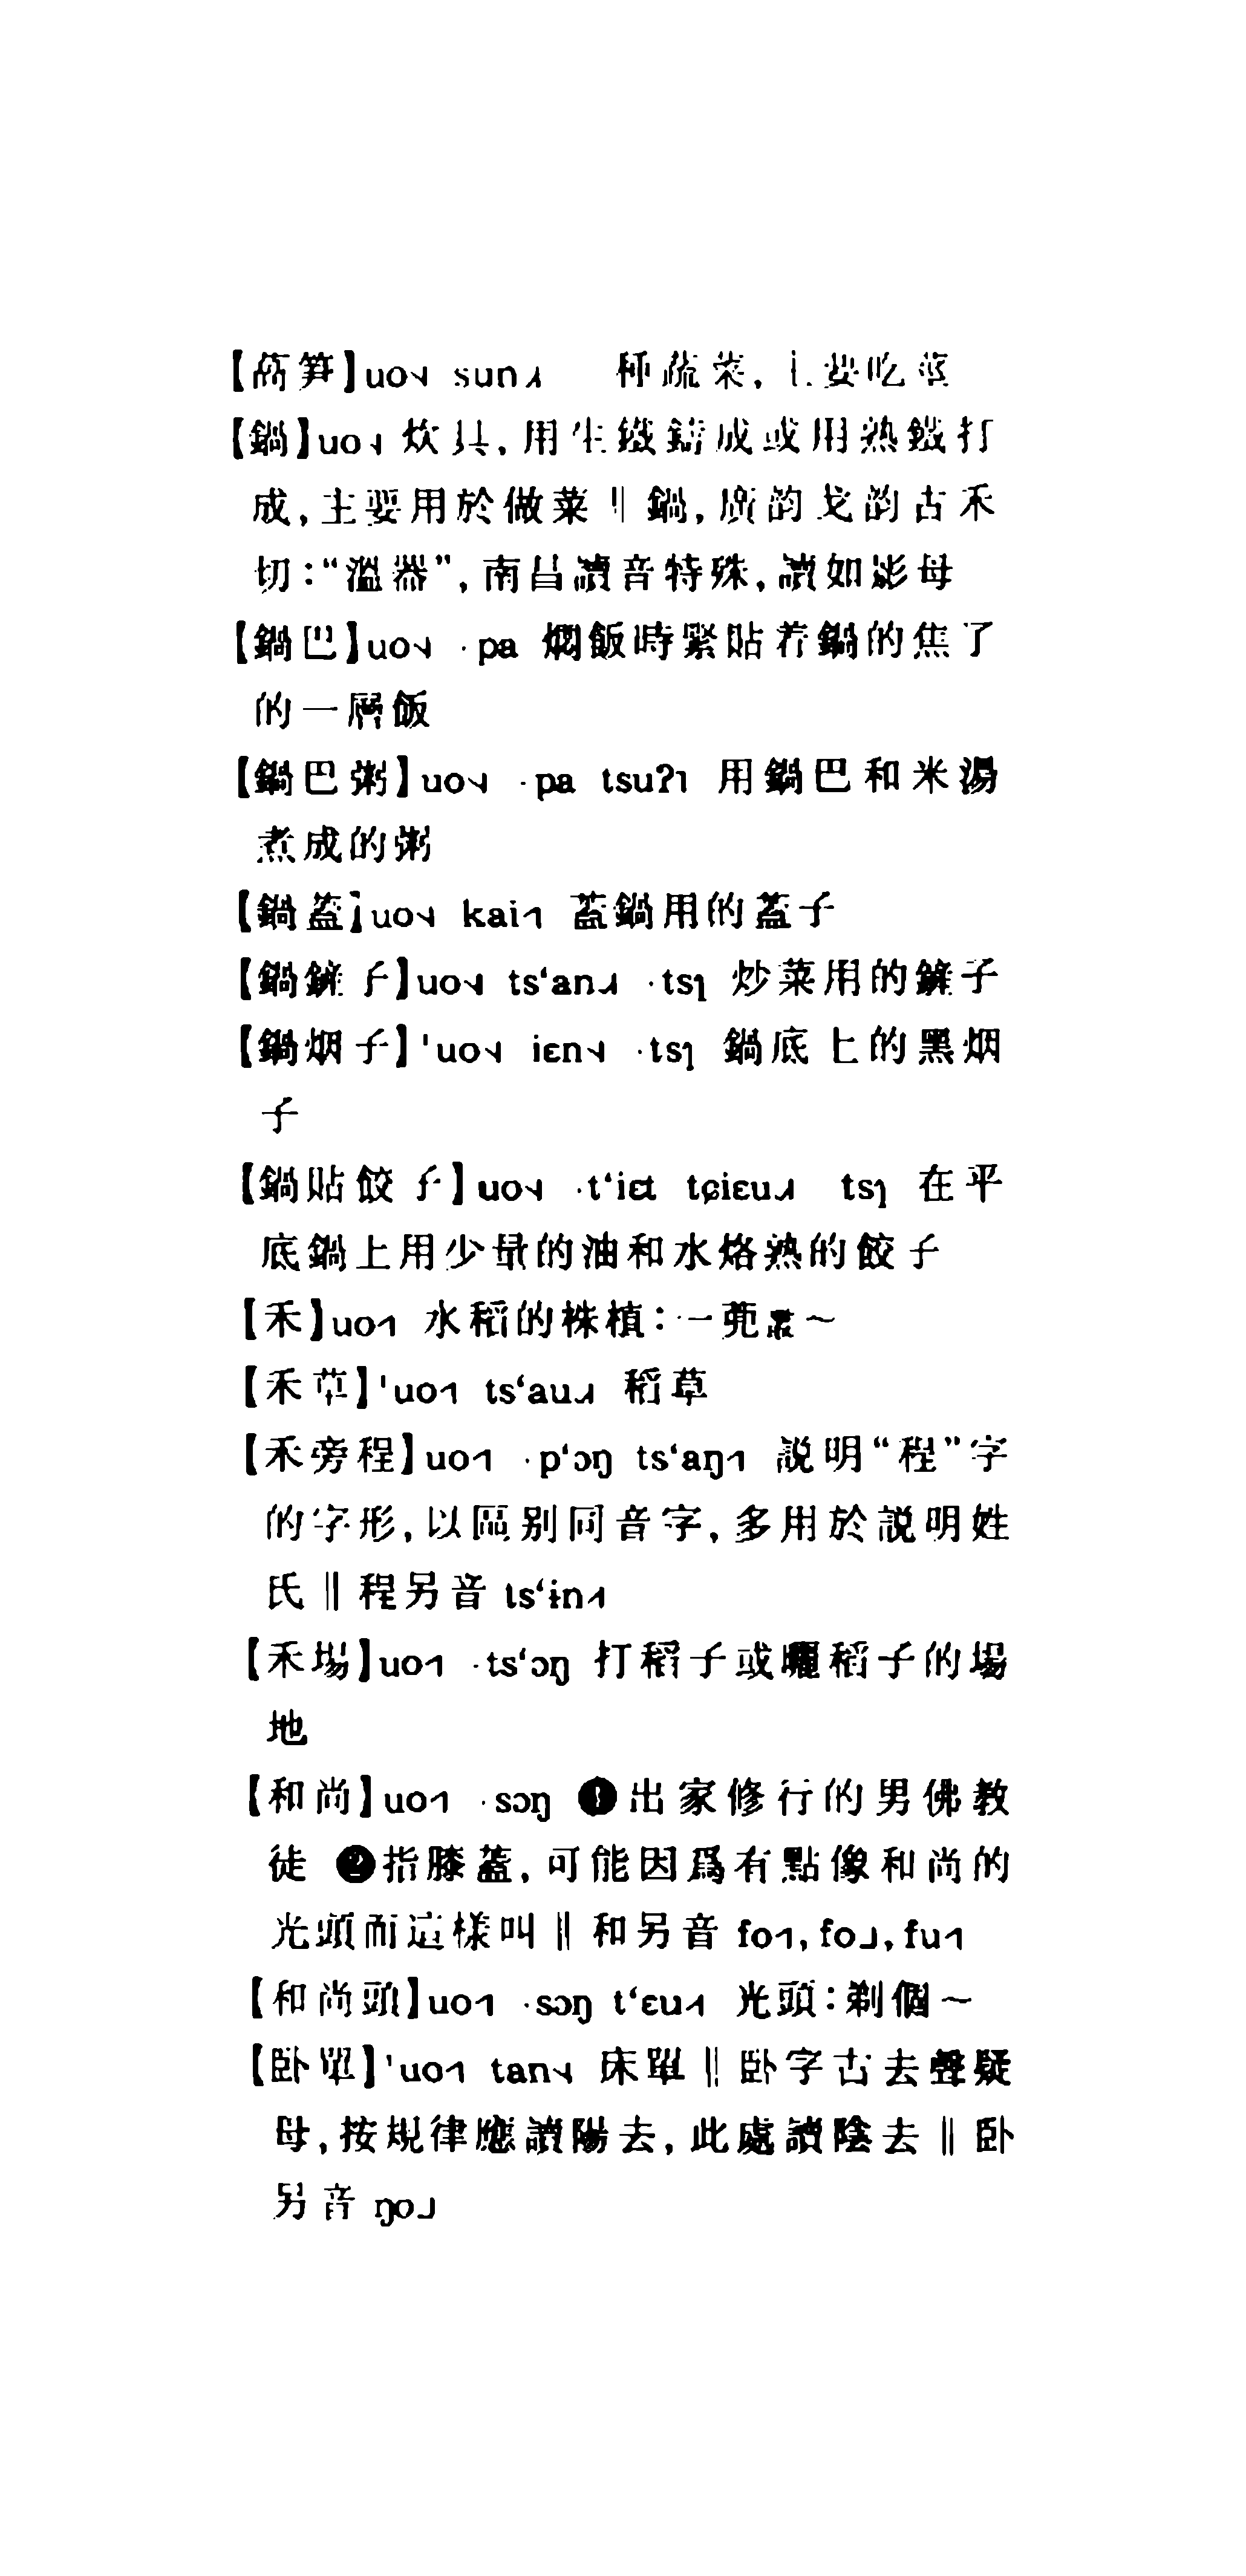 【萵笋】uo˧˨ sun˨˩˧ 種蔬菜,主要吃莖
【鍋】uo˧˨ 炊具,用生鐵鑄成或用熟鐵打
成,主要用於做菜‖鍋,廣韵戈韵古禾
切:“溫器”,南昌讀音特殊,讀如影母
【鍋巴】uo˧˨ ·pa 燜飯時緊貼着鍋的焦了
的一層飯
【鍋巴粥】uo˧˨ ·pa tsuʔ˥ 用鍋巴和米湯
煮成的粥
【鍋蓋】uo˧˨ kai˧˥ 蓋鍋用的蓋子
【鍋鏟子】uo˧˨ ts‘an˨˩˧ ·tsɿ 炒菜用的鏟子
【鍋烟子】ˈuo˧˨ iɛn˧˨ ·tsɿ 鍋底上的黑烟
子
【鍋貼餃子】uo˧˨ ·t‘iɛt tɕiɛu˨˩˧ tsɿ 在平
底鍋上用少量的油和水烙熟的餃子
【禾】uo˧˥ 水稻的株植:一蔸~
【禾草】ˈuo˧˥ ts‘au˨˩˧ 稻草
【禾旁程】uo˧˥ ·p‘ɔŋ ts‘aŋ˧˥ 説明“程”字
的字形,以區别同音字,多用於説明姓
氏‖程另音 ts‘ɨn˨˦
【禾場】uo˧˥ ·ts‘ɔŋ 打稻子或曬稻子的場
地
【和尚】uo˧˥ ·sɔŋ ❶出家修行的男佛教
徒 ❷指膝蓋,可能因爲有點像和尚的
光頭而這樣叫‖和另音 fo˧˥,fo˩,fu˧˥
【和尚頭】uo˧˥ ·sɔŋ t‘ɛu˨˦ 光頭:剃個~
【卧單】ˈuo˧˥ tan˧˨ 床單‖卧字古去聲疑
母,按規律應讀陽去,此處讀陰去‖卧
另音 ŋo˩